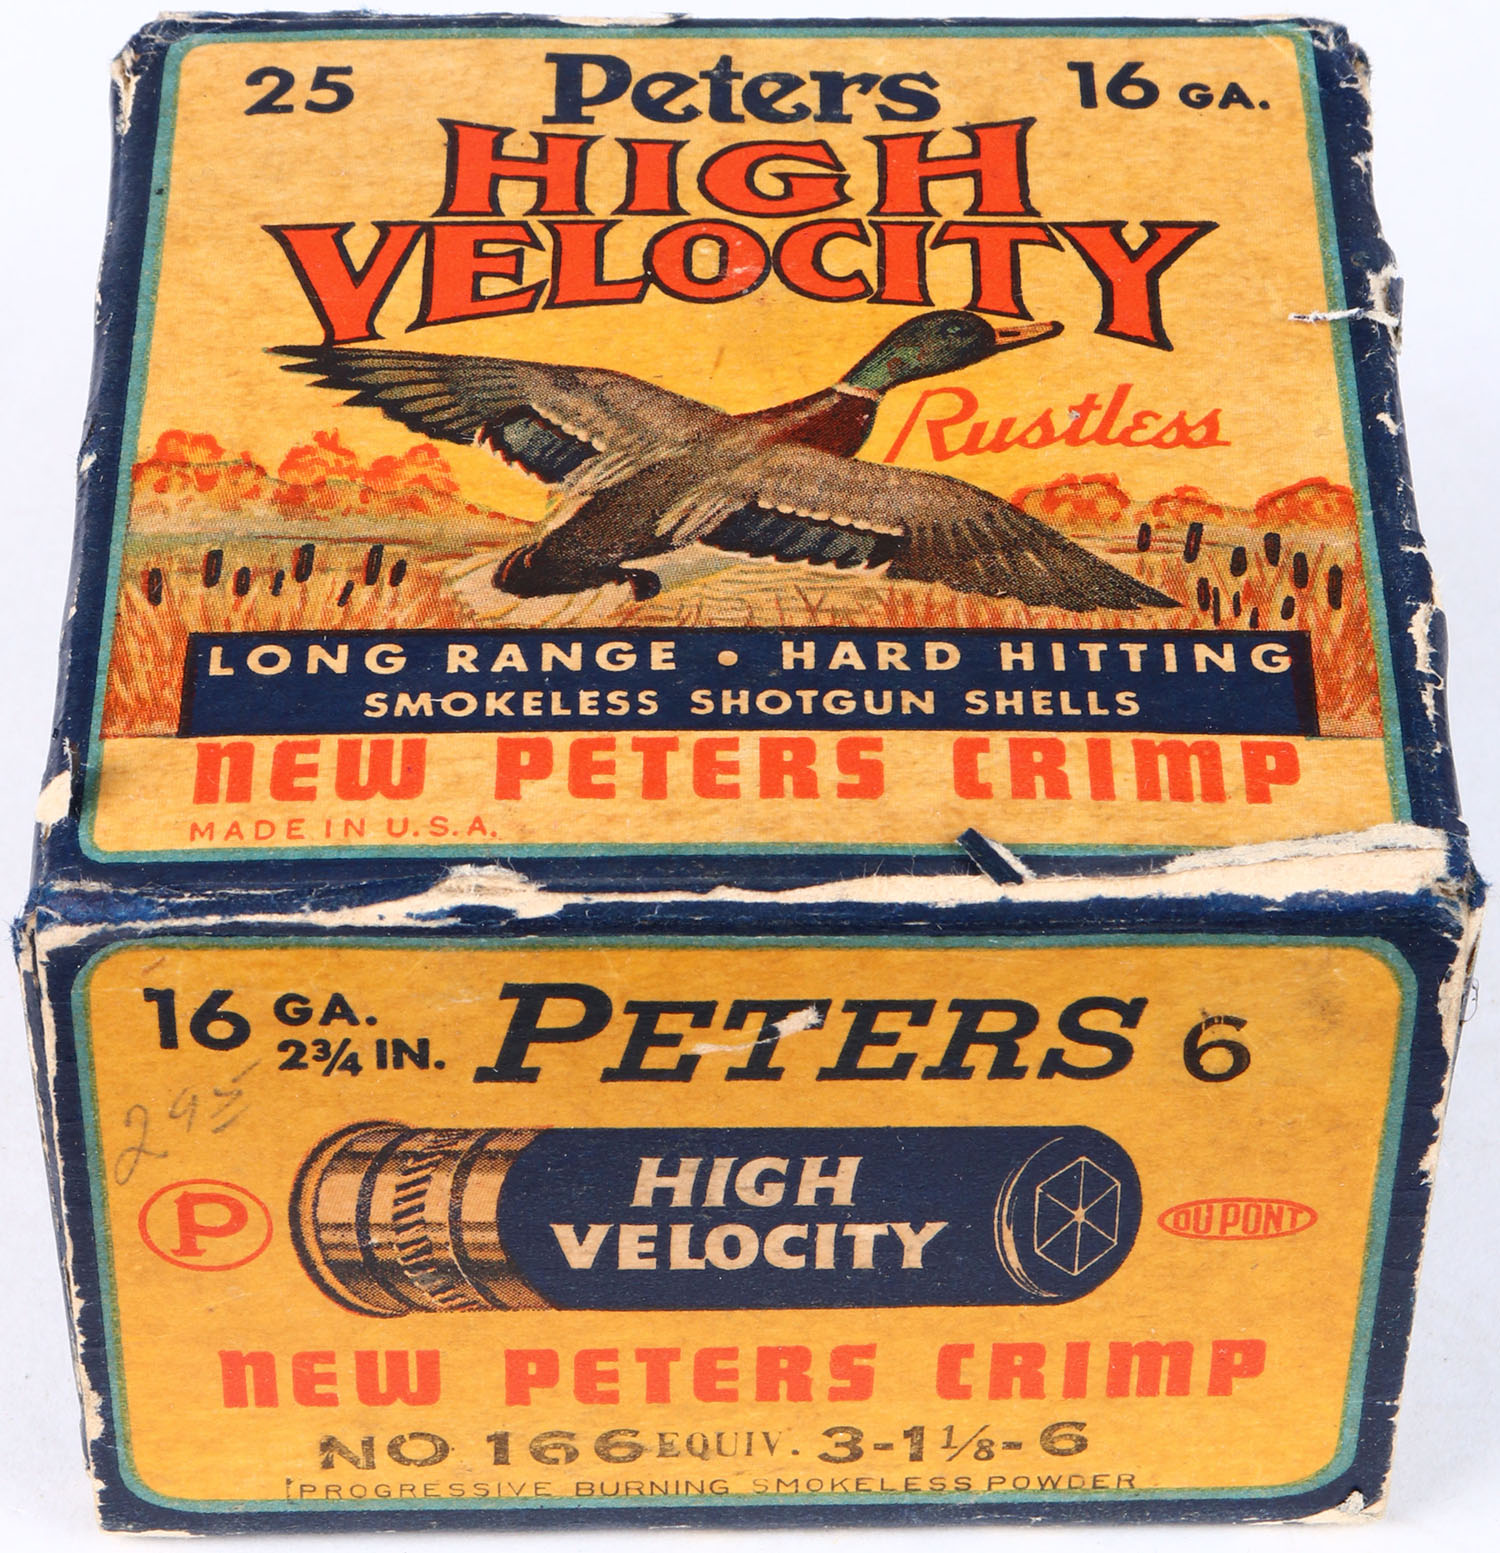 25 Peters 16 GA.
HIGH
VELOCITY
Rustless
LONG RANGE • HARD HITTING
SMOKELESS SHOTGUN SHELLS
NEW PETERS CRIMP
MADE IN U.S.A.
16 GA. 2¾ IN. PETERS 6
295
HIGH
VELOCITY
P
DU PONT
NEW PETERS CRIMP
NO 166 EQUIV. 3-1⅛-6
PROGRESSIVE BURNING SMOKELESS POWDER